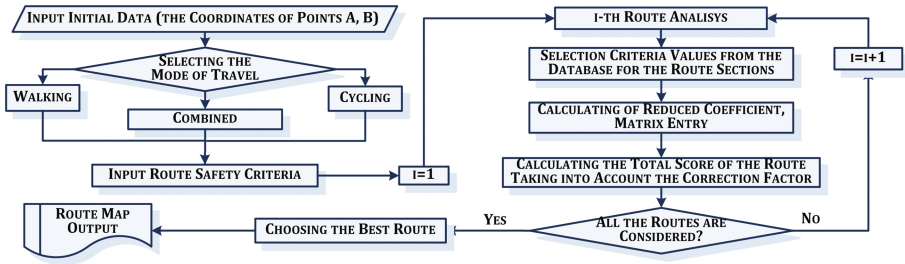 Input Initial Data (the Coordinates of Points A, B)
Selecting the
Mode of Travel
Walking
Combined
Cycling
Input Route Safety Criteria
i=1
i-th Route Analisys
Selection Criteria Values from the
Database for the Route Sections
Calculating of Reduced Coefficient,
Matrix Entry
Calculating the Total Score of the Route
Taking into Account the Correction Factor
All the Routes are
Considered?
No
i=i+1
Yes
Choosing the Best Route
Route Map
Output